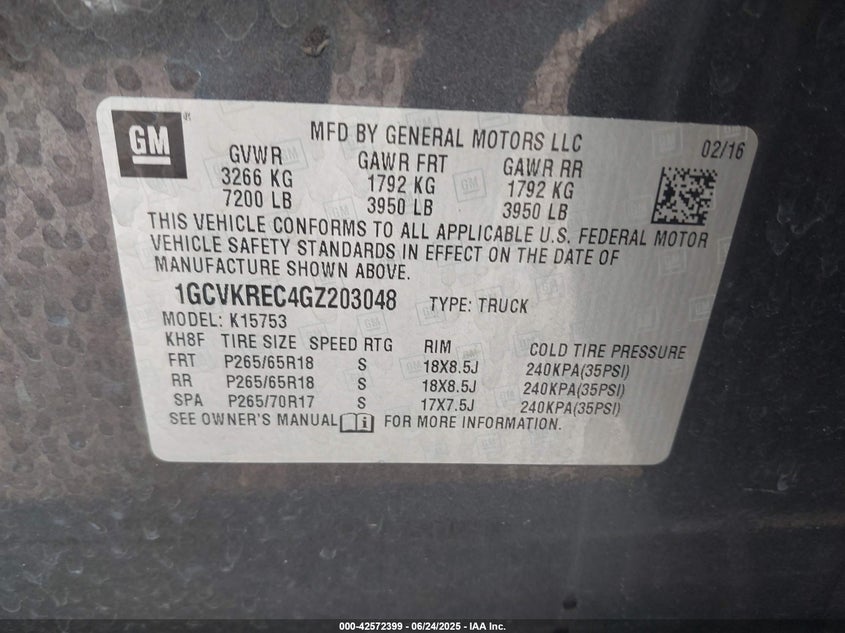 GM
MFD BY GENERAL MOTORS LLC 02/16
GVWR GAWR FRT GAWR RR
3266 KG 1792 KG 1792 KG
7200 LB 3950 LB 3950 LB
THIS VEHICLE CONFORMS TO ALL APPLICABLE U.S. FEDERAL MOTOR
VEHICLE SAFETY STANDARDS IN EFFECT ON THE DATE OF
MANUFACTURE SHOWN ABOVE.
1GCVKREC4GZ203048 TYPE: TRUCK
MODEL: K15753
KH8F TIRE SIZE SPEED RTG RIM COLD TIRE PRESSURE
FRT P265/65R18 S 18X8.5J 240KPA(35PSI)
RR P265/65R18 S 18X8.5J 240KPA(35PSI)
SPA P265/70R17 S 17X7.5J 240KPA(35PSI)
SEE OWNER'S MANUAL FOR MORE INFORMATION.
000-42572399 - 06/24/2025 - IAA Inc.